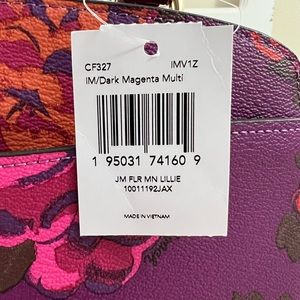 CF327 IMV1Z
IM/Dark Magenta Multi
1 95031 74160 9
JM FLR MN LILLIE
10011192JAX
MADE IN VIETNAM